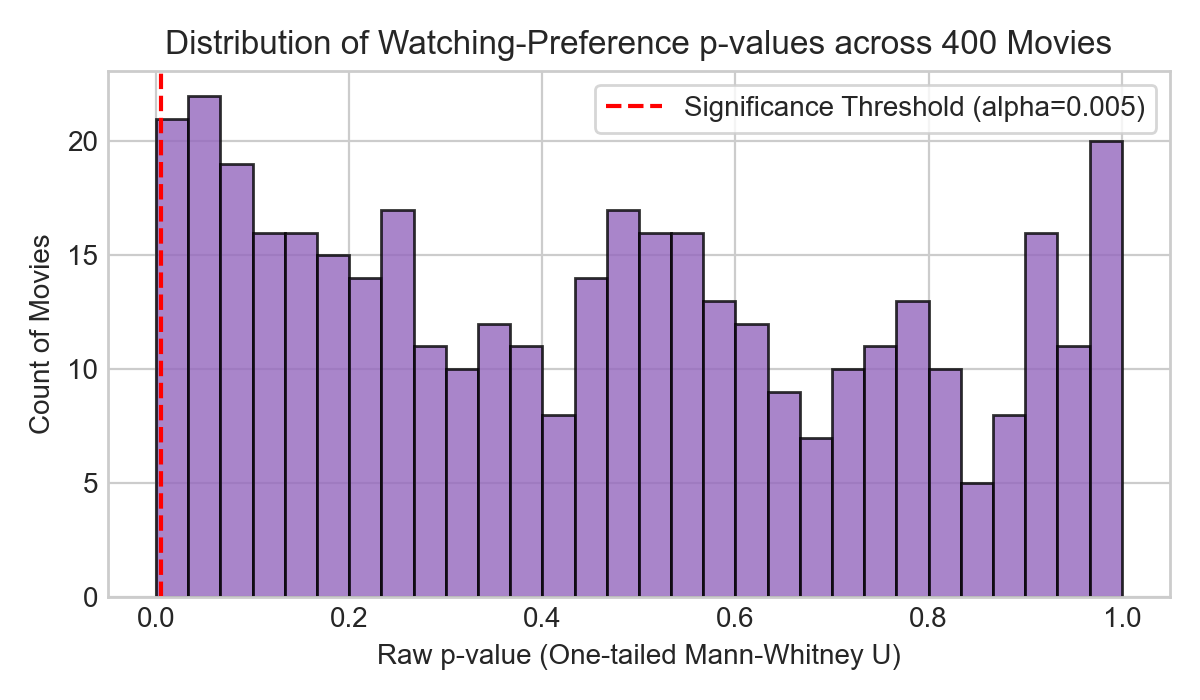 Distribution of Watching-Preference p-values across 400 Movies
Significance Threshold (alpha=0.005)
Count of Movies
20
15
10
5
0
0.0 0.2 0.4 0.6 0.8 1.0
Raw p-value (One-tailed Mann-Whitney U)